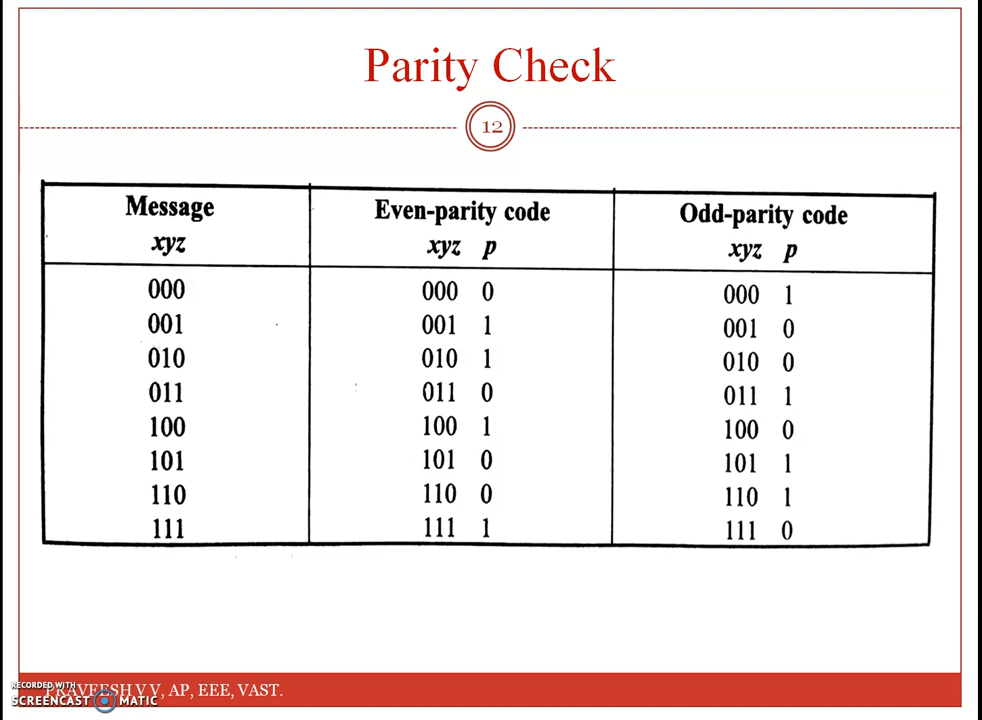 Parity Check
12
Message Even-parity code Odd-parity code
xyz xyz p xyz p
000 000 0 000 1
001 001 1 001 0
010 010 1 010 0
011 011 0 011 1
100 100 1 100 0
101 101 0 101 1
110 110 0 110 1
111 111 1 111 0
RECORDED WITH
PRAVEESH V V, AP, EEE, VAST.
SCREENCAST MATIC